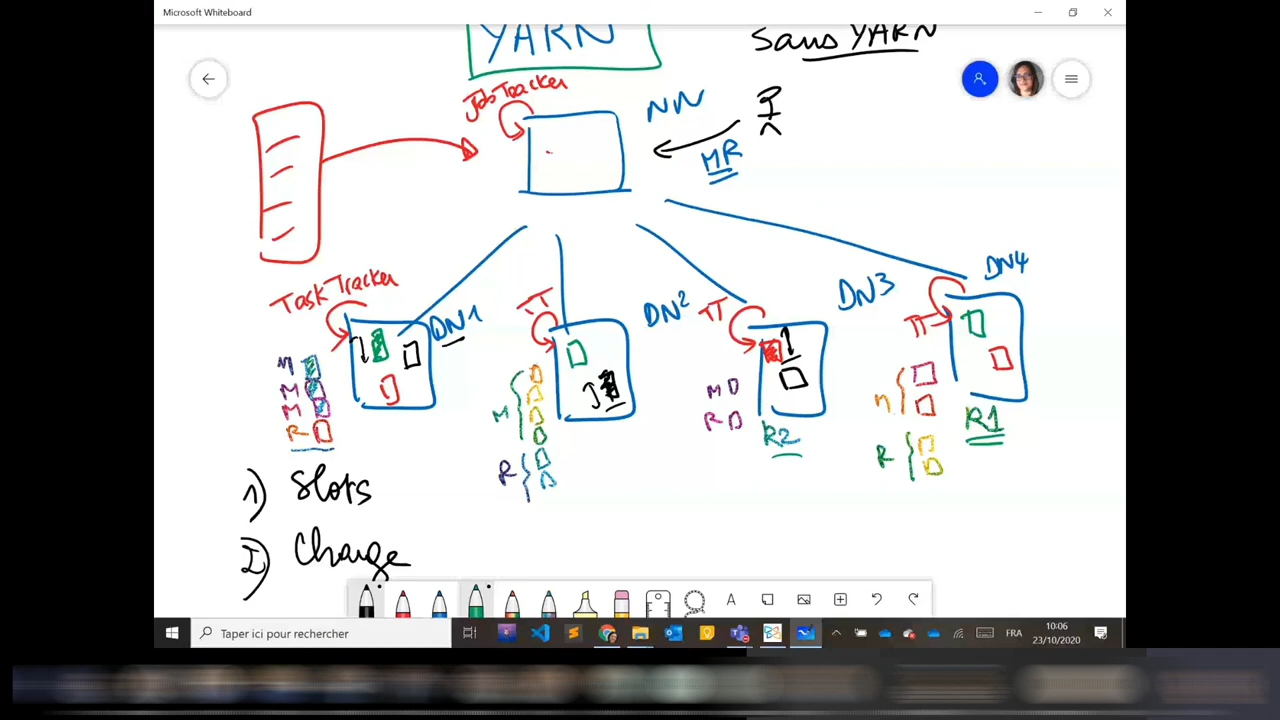 Microsoft Whiteboard
YARN
Sans YARN
JobTracker
NN
MR
TaskTracker
DN1
TT
DN2
TT
DN3
TT
DN4
M
M
M
R
M
R
M
R
R2
M
R
R1
1) Slots
2) Charge
A
Taper ici pour rechercher
FRA
10:06
23/10/2020